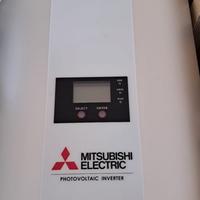 SELECT ENTER
MITSUBISHI
ELECTRIC
PHOTOVOLTAIC INVERTER